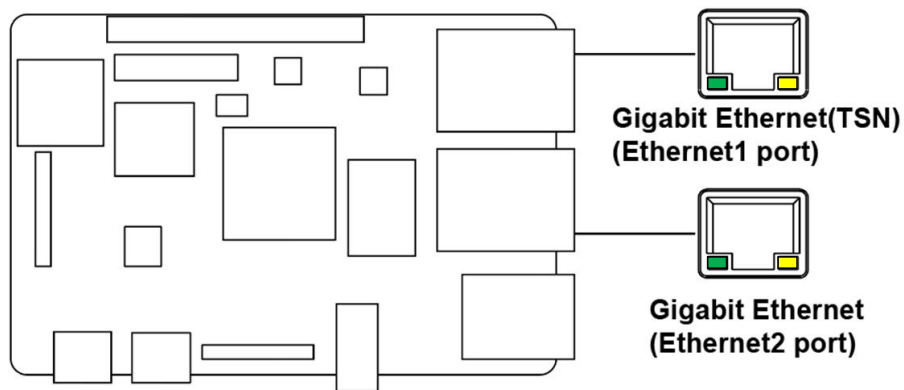 Gigabit Ethernet(TSN)
(Ethernet1 port)
Gigabit Ethernet
(Ethernet2 port)